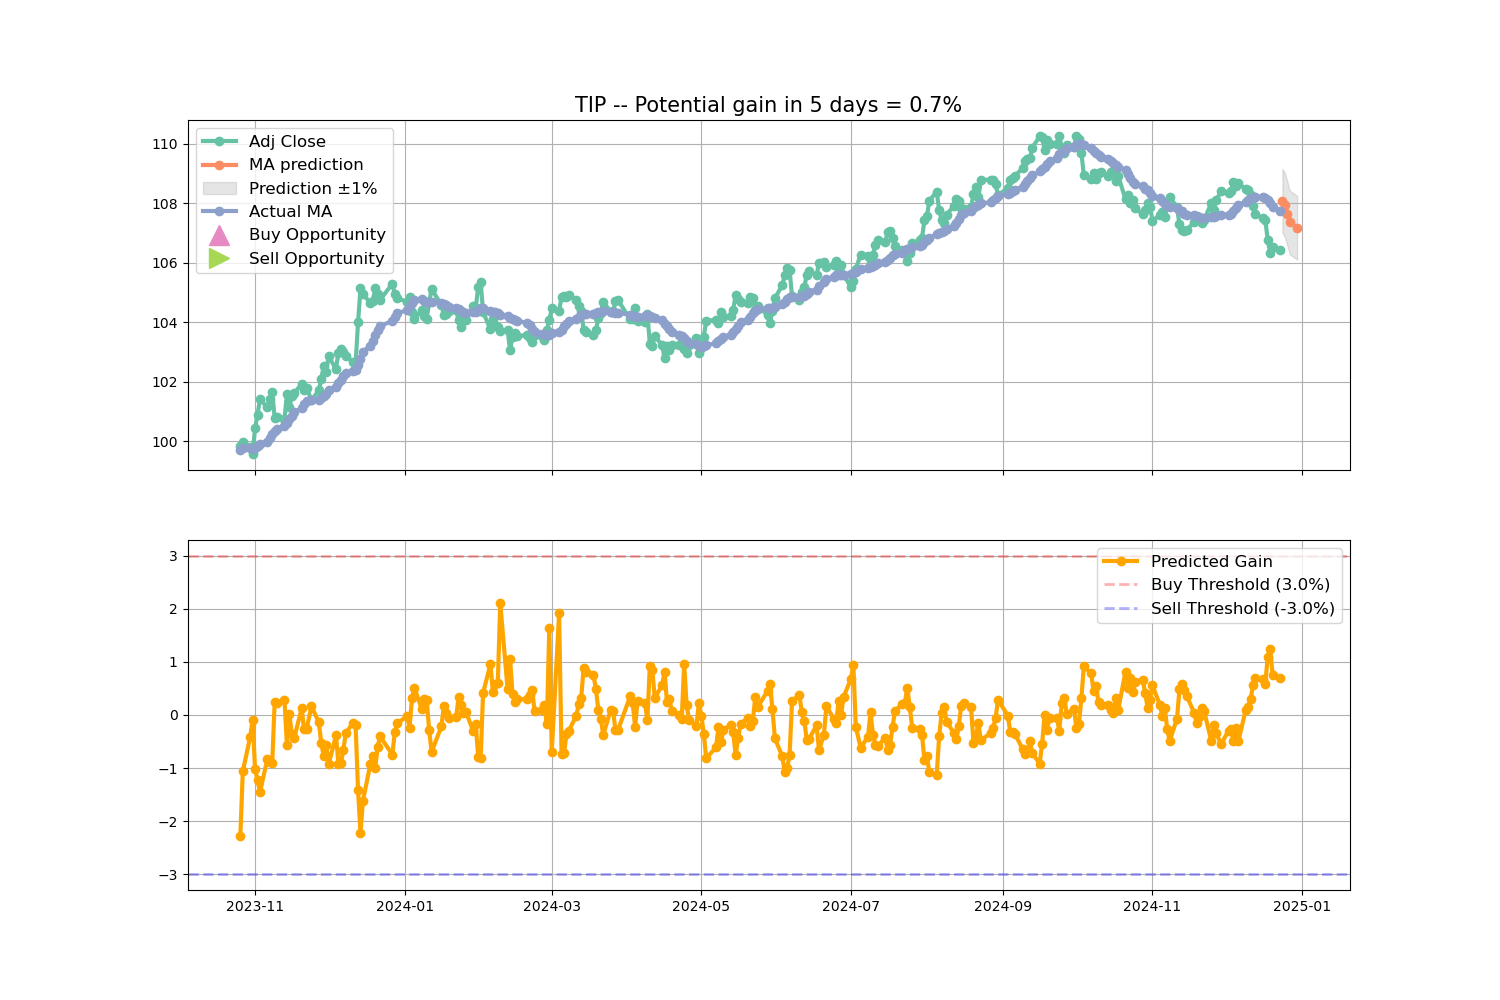 TIP -- Potential gain in 5 days = 0.7%
110
108
106
104
102
100
Adj Close
MA prediction
Prediction ±1%
Actual MA
Buy Opportunity
Sell Opportunity
3
2
1
0
−1
−2
−3
Predicted Gain
Buy Threshold (3.0%)
Sell Threshold (-3.0%)
2023-11
2024-01
2024-03
2024-05
2024-07
2024-09
2024-11
2025-01